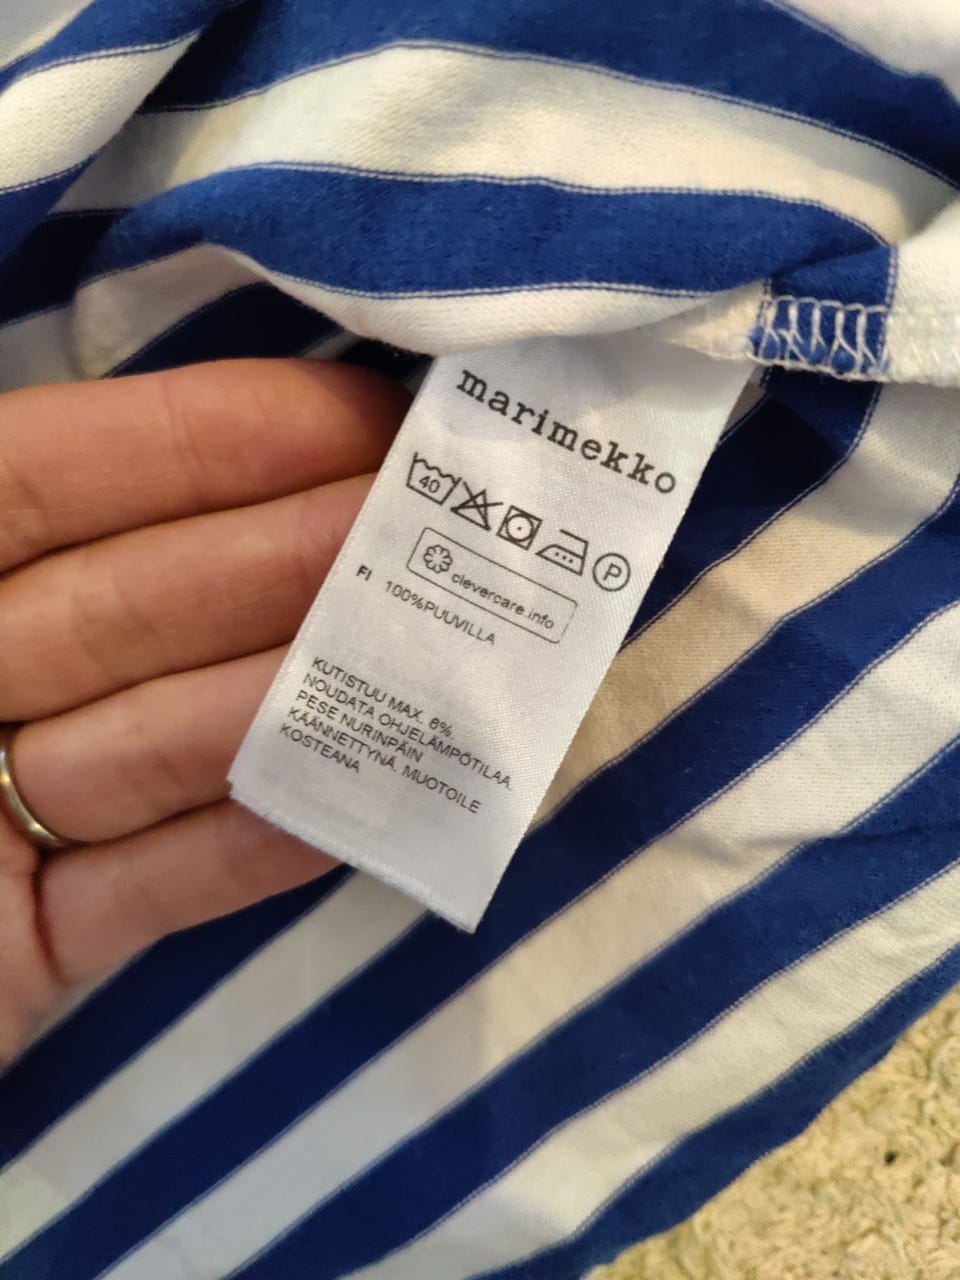 marimekko
40 P
clevercare.info
FI 100%PUUVILLA
KUTISTUU MAX. 6%.
NOUDATA OHJELÄMPÖTILAA.
PESE NURINPÄIN
KÄÄNNETTYNÄ. MUOTOILE
KOSTEANA